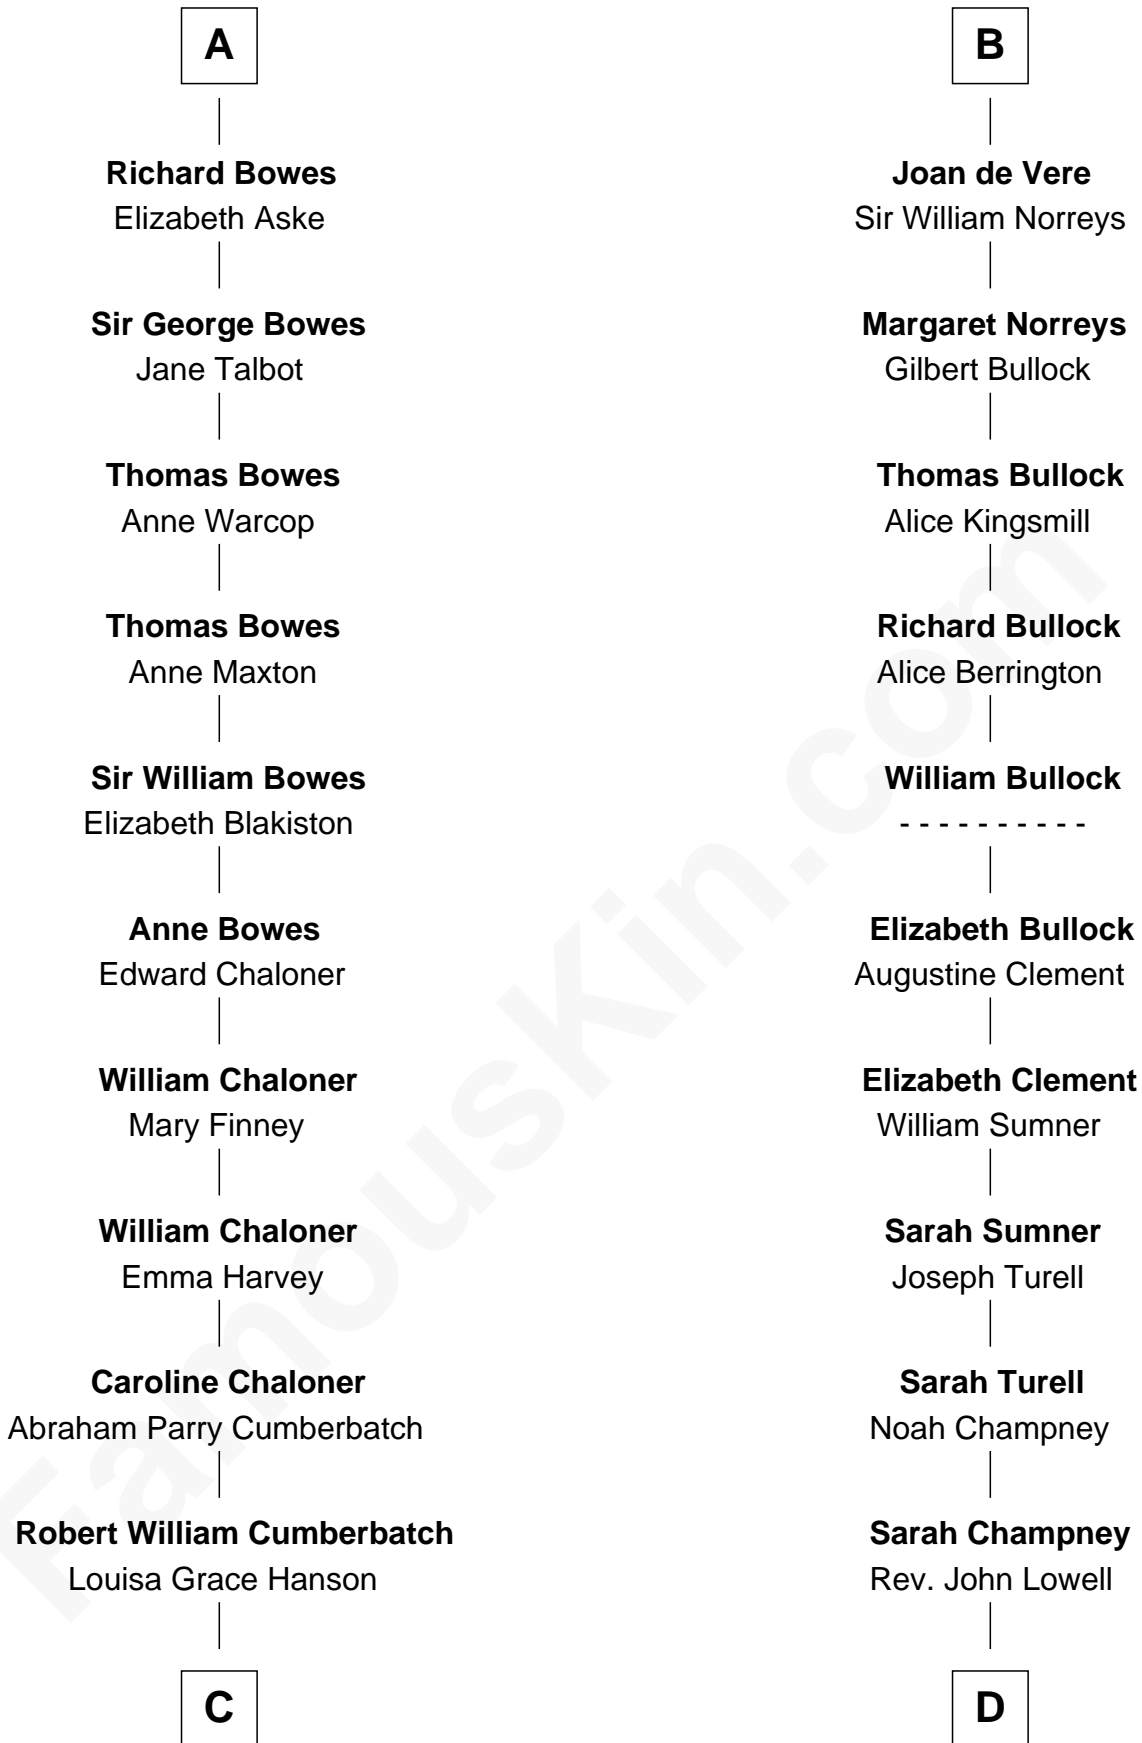 A
Richard Bowes
Elizabeth Aske
Sir George Bowes
Jane Talbot
Thomas Bowes
Anne Warcop
Thomas Bowes
Anne Maxton
Sir William Bowes
Elizabeth Blakiston
Anne Bowes
Edward Chaloner
William Chaloner
Mary Finney
William Chaloner
Emma Harvey
Caroline Chaloner
Abraham Parry Cumberbatch
Robert William Cumberbatch
Louisa Grace Hanson
C
B
Joan de Vere
Sir William Norreys
Margaret Norreys
Gilbert Bullock
Thomas Bullock
Alice Kingsmill
Richard Bullock
Alice Berrington
William Bullock
- - - - - - - - - -
Elizabeth Bullock
Augustine Clement
Elizabeth Clement
William Sumner
Sarah Sumner
Joseph Turell
Sarah Turell
Noah Champney
Sarah Champney
Rev. John Lowell
D
FamousKin.com